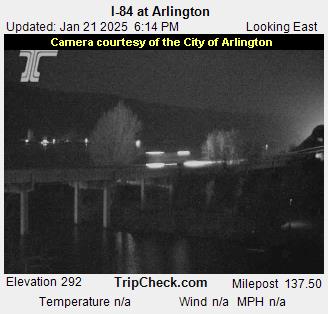 I-84 at Arlington
Updated: Jan 21 2025 6:14 PM Looking East
Camera courtesy of the City of Arlington
Elevation 292 TripCheck.com Milepost 137.50
Temperature n/a Wind n/a MPH n/a